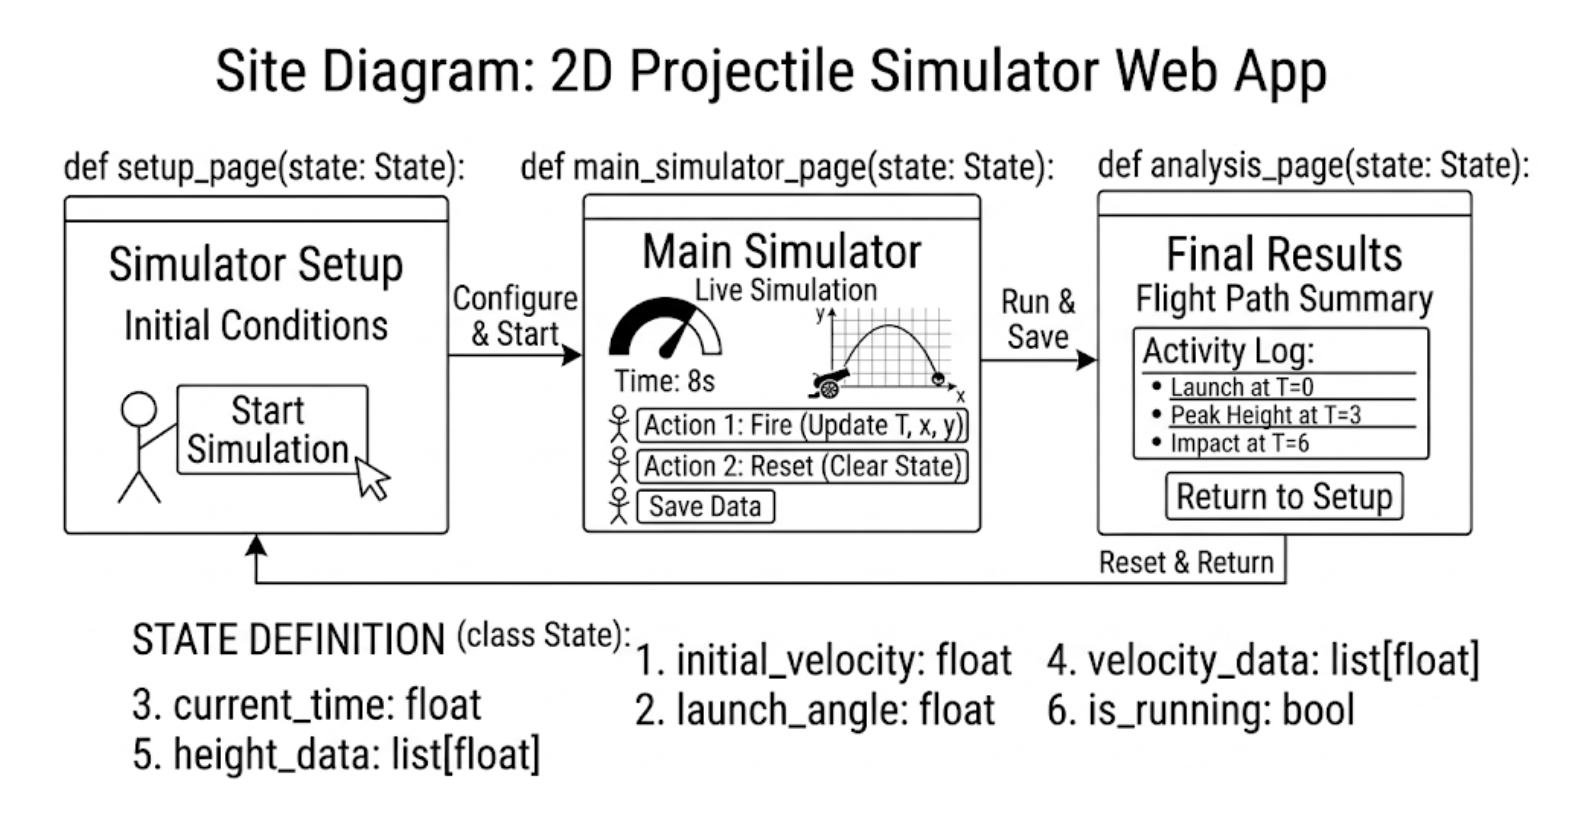 Site Diagram: 2D Projectile Simulator Web App
def setup_page(state: State):
Simulator Setup
Initial Conditions
Start
Simulation
Configure
& Start
def main_simulator_page(state: State):
Main Simulator
Live Simulation
y
x
Time: 8s
Action 1: Fire (Update T, x, y)
Action 2: Reset (Clear State)
Save Data
Run &
Save
def analysis_page(state: State):
Final Results
Flight Path Summary
Activity Log:
• Launch at T=0
• Peak Height at T=3
• Impact at T=6
Return to Setup
Reset & Return
STATE DEFINITION (class State):
1. initial_velocity: float
2. launch_angle: float
3. current_time: float
4. velocity_data: list[float]
5. height_data: list[float]
6. is_running: bool